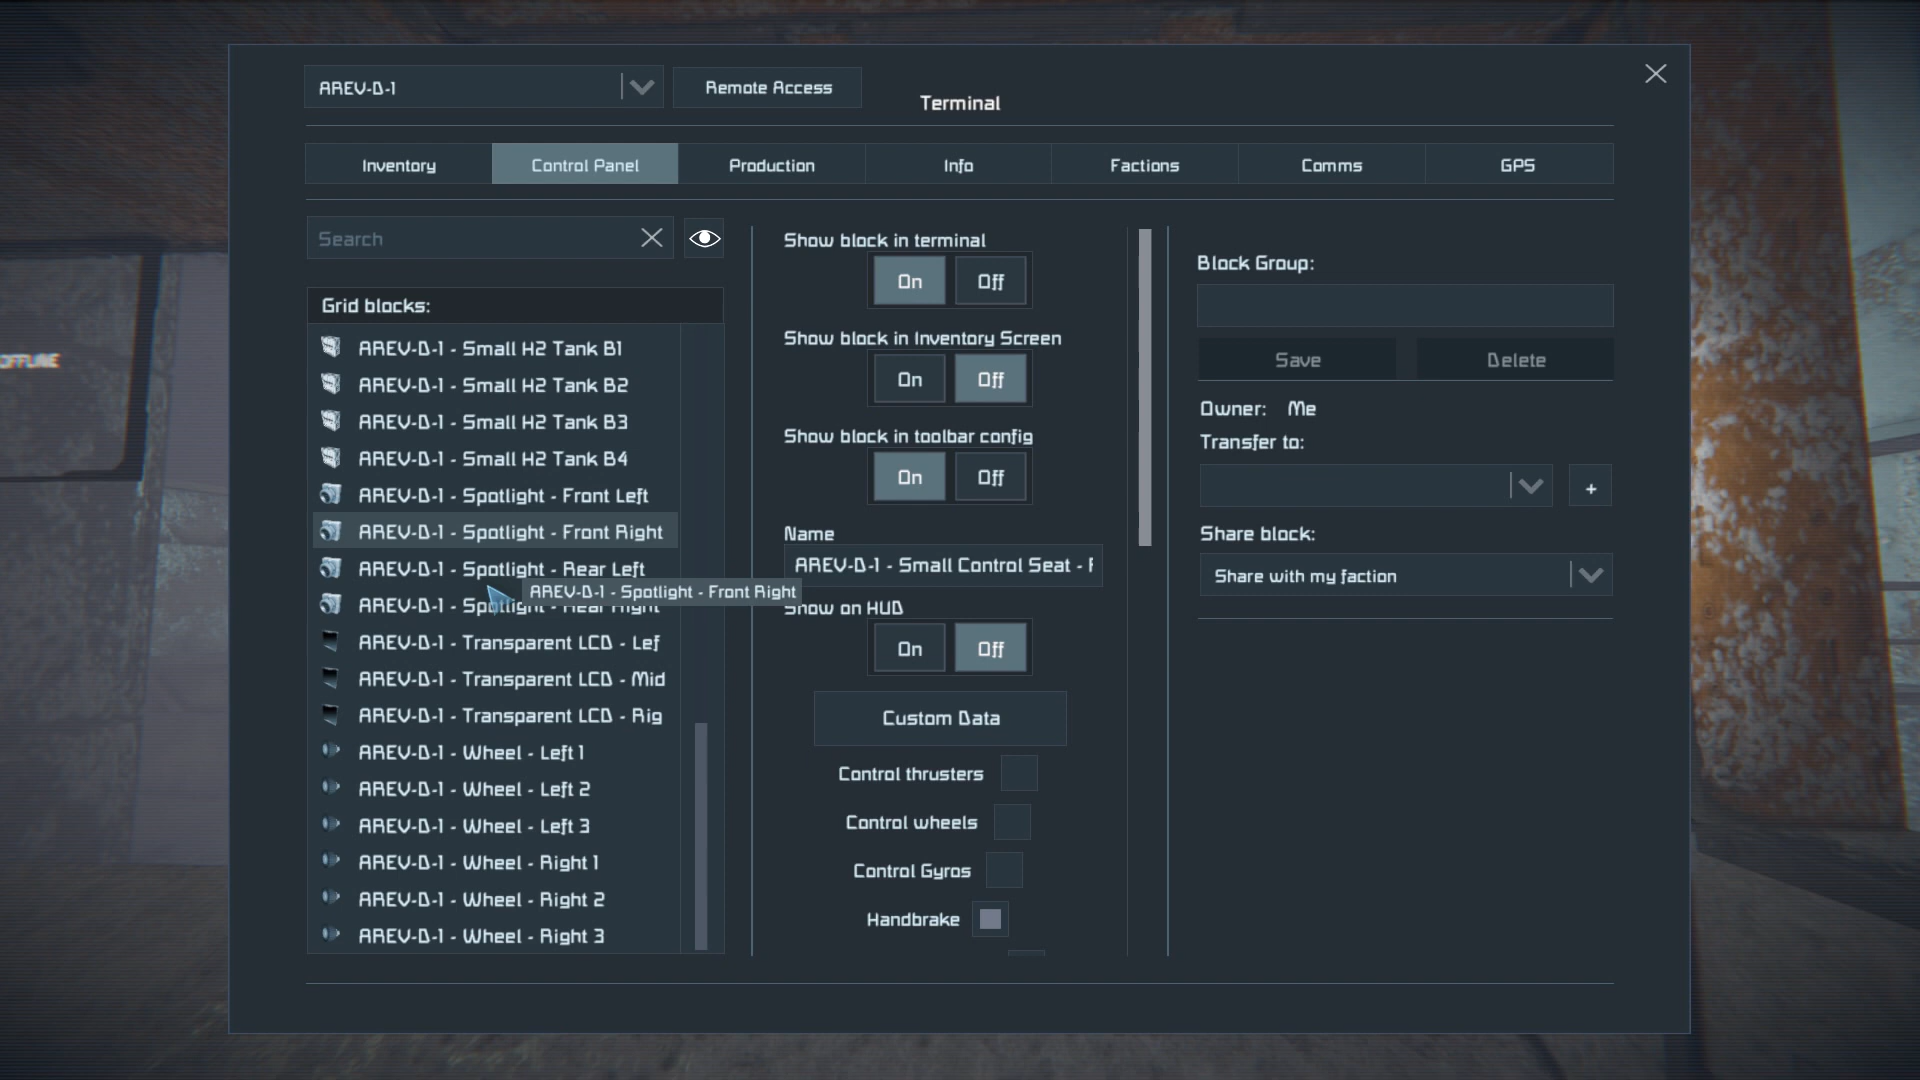 AREV-D-1
Remote Access
Terminal
Inventory
Control Panel
Production
Info
Factions
Comms
GPS
Search
Grid blocks:
AREV-D-1 - Small H2 Tank B1
AREV-D-1 - Small H2 Tank B2
AREV-D-1 - Small H2 Tank B3
AREV-D-1 - Small H2 Tank B4
AREV-D-1 - Spotlight - Front Left
AREV-D-1 - Spotlight - Front Right
AREV-D-1 - Spotlight - Rear Left
AREV-D-1 - Spotlight - Front Right
AREV-D-1 - Spotlight - Rear Right
AREV-D-1 - Transparent LCD - Lef
AREV-D-1 - Transparent LCD - Mid
AREV-D-1 - Transparent LCD - Rig
AREV-D-1 - Wheel - Left 1
AREV-D-1 - Wheel - Left 2
AREV-D-1 - Wheel - Left 3
AREV-D-1 - Wheel - Right 1
AREV-D-1 - Wheel - Right 2
AREV-D-1 - Wheel - Right 3
Show block in terminal
On Off
Show block in Inventory Screen
On Off
Show block in toolbar config
On Off
Name
AREV-D-1 - Small Control Seat -
Show on HUD
On Off
Custom Data
Control thrusters
Control wheels
Control Gyros
Handbrake
Block Group:
Save
Delete
Owner: Me
Transfer to:
+
Share block:
Share with my faction
OFFLINE